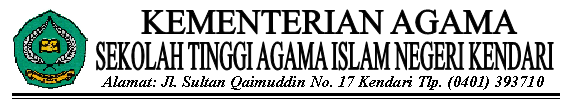 KEMENTERIAN AGAMA
SEKOLAH TINGGI AGAMA ISLAM NEGERI KENDARI
Alamat: Jl. Sultan Qaimuddin No. 17 Kendari Tlp. (0401) 393710